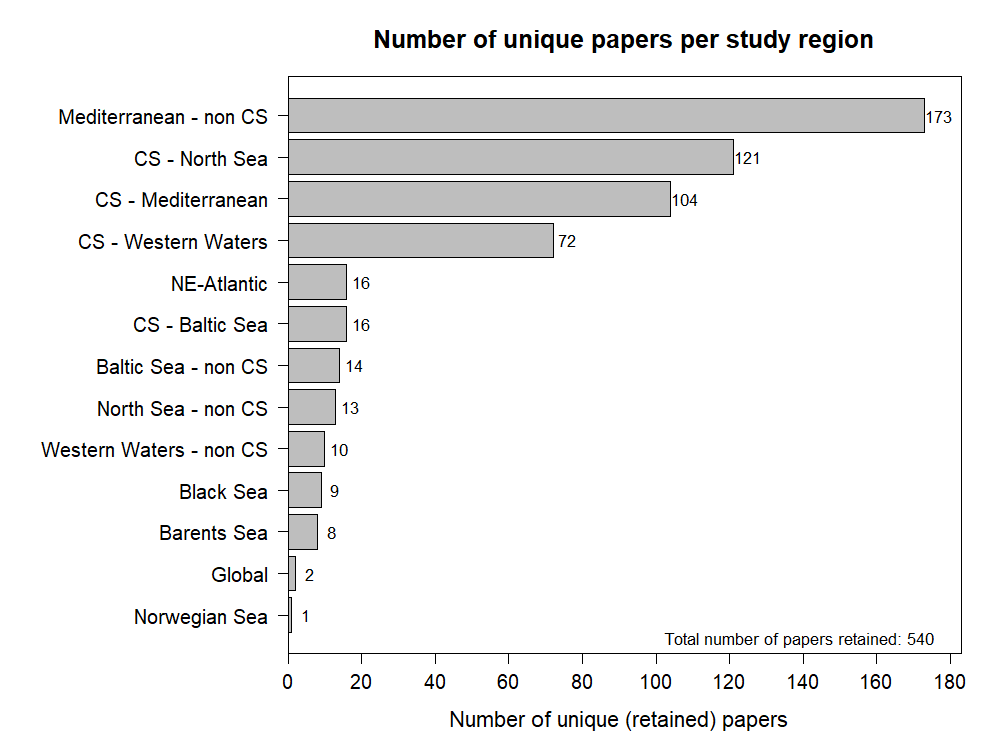 Number of unique papers per study region
Mediterranean - non CS 173
CS - North Sea 121
CS - Mediterranean 104
CS - Western Waters 72
NE-Atlantic 16
CS - Baltic Sea 16
Baltic Sea - non CS 14
North Sea - non CS 13
Western Waters - non CS 10
Black Sea 9
Barents Sea 8
Global 2
Norwegian Sea 1
Total number of papers retained: 540
0 20 40 60 80 100 120 140 160 180
Number of unique (retained) papers